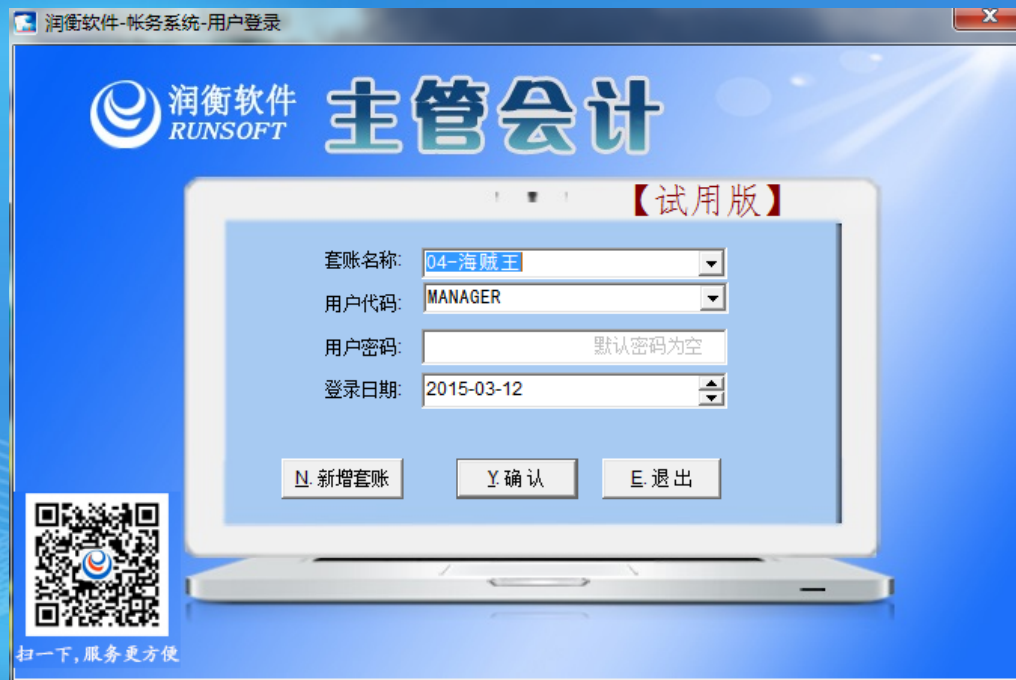 润衡软件-帐务系统-用户登录
润衡软件 主管会计
RUNSOFT
【试用版】
套账名称: 04-海贼王
用户代码: MANAGER
用户密码: 默认密码为空
登录日期: 2015-03-12
N. 新增套账 Y. 确认 E. 退出
扫一下,服务更方便